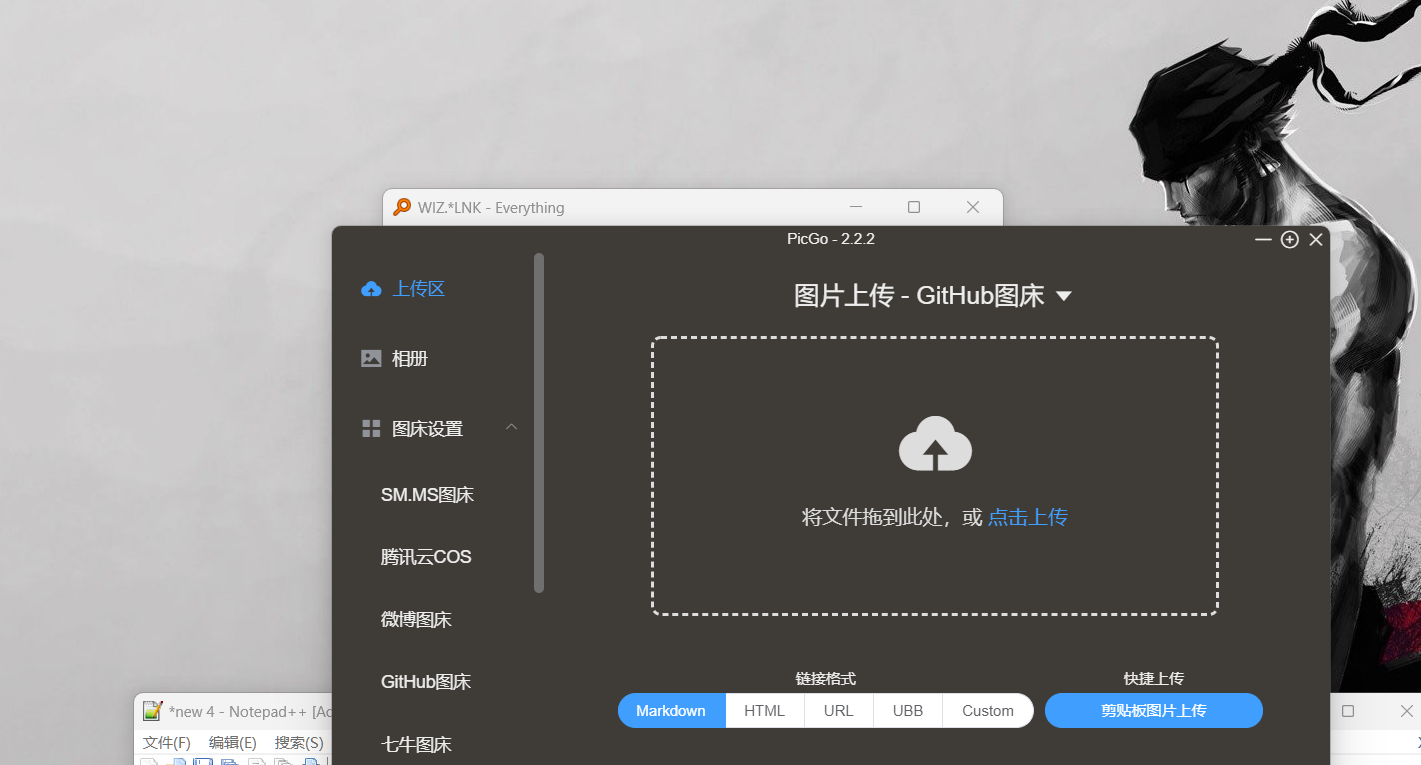 WIZ.*LNK - Everything
PicGo - 2.2.2
上传区
相册
图床设置
SM.MS图床
腾讯云COS
微博图床
GitHub图床
七牛图床
图片上传 - GitHub图床
将文件拖到此处，或 点击上传
链接格式
快捷上传
Markdown HTML URL UBB Custom
剪贴板图片上传
*new 4 - Notepad++ [Ad
文件(F) 编辑(E) 搜索(S)